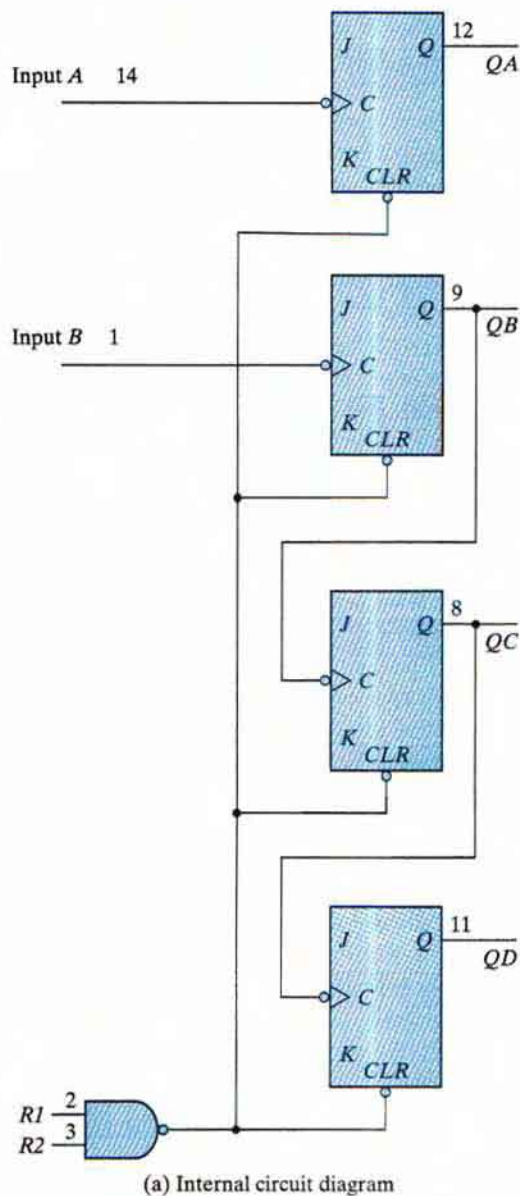 12
J Q
QA
Input A 14
C
K
CLR
9
J Q
QB
Input B 1
C
K
CLR
8
J Q
QC
C
K
CLR
11
J Q
QD
C
K
CLR
R1 2
R2 3
(a) Internal circuit diagram